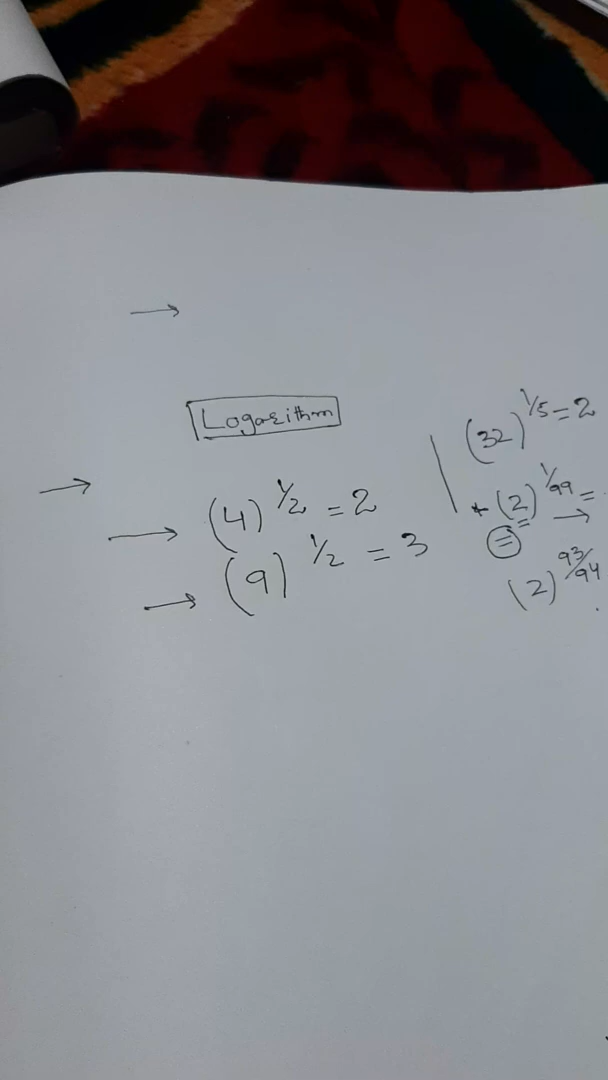 →
Logarithm
→
→ (4)^1/2 = 2
→ (9)^1/2 = 3
(32)^1/5 = 2
* (2)^1/99 =
= →
(2)^93/94